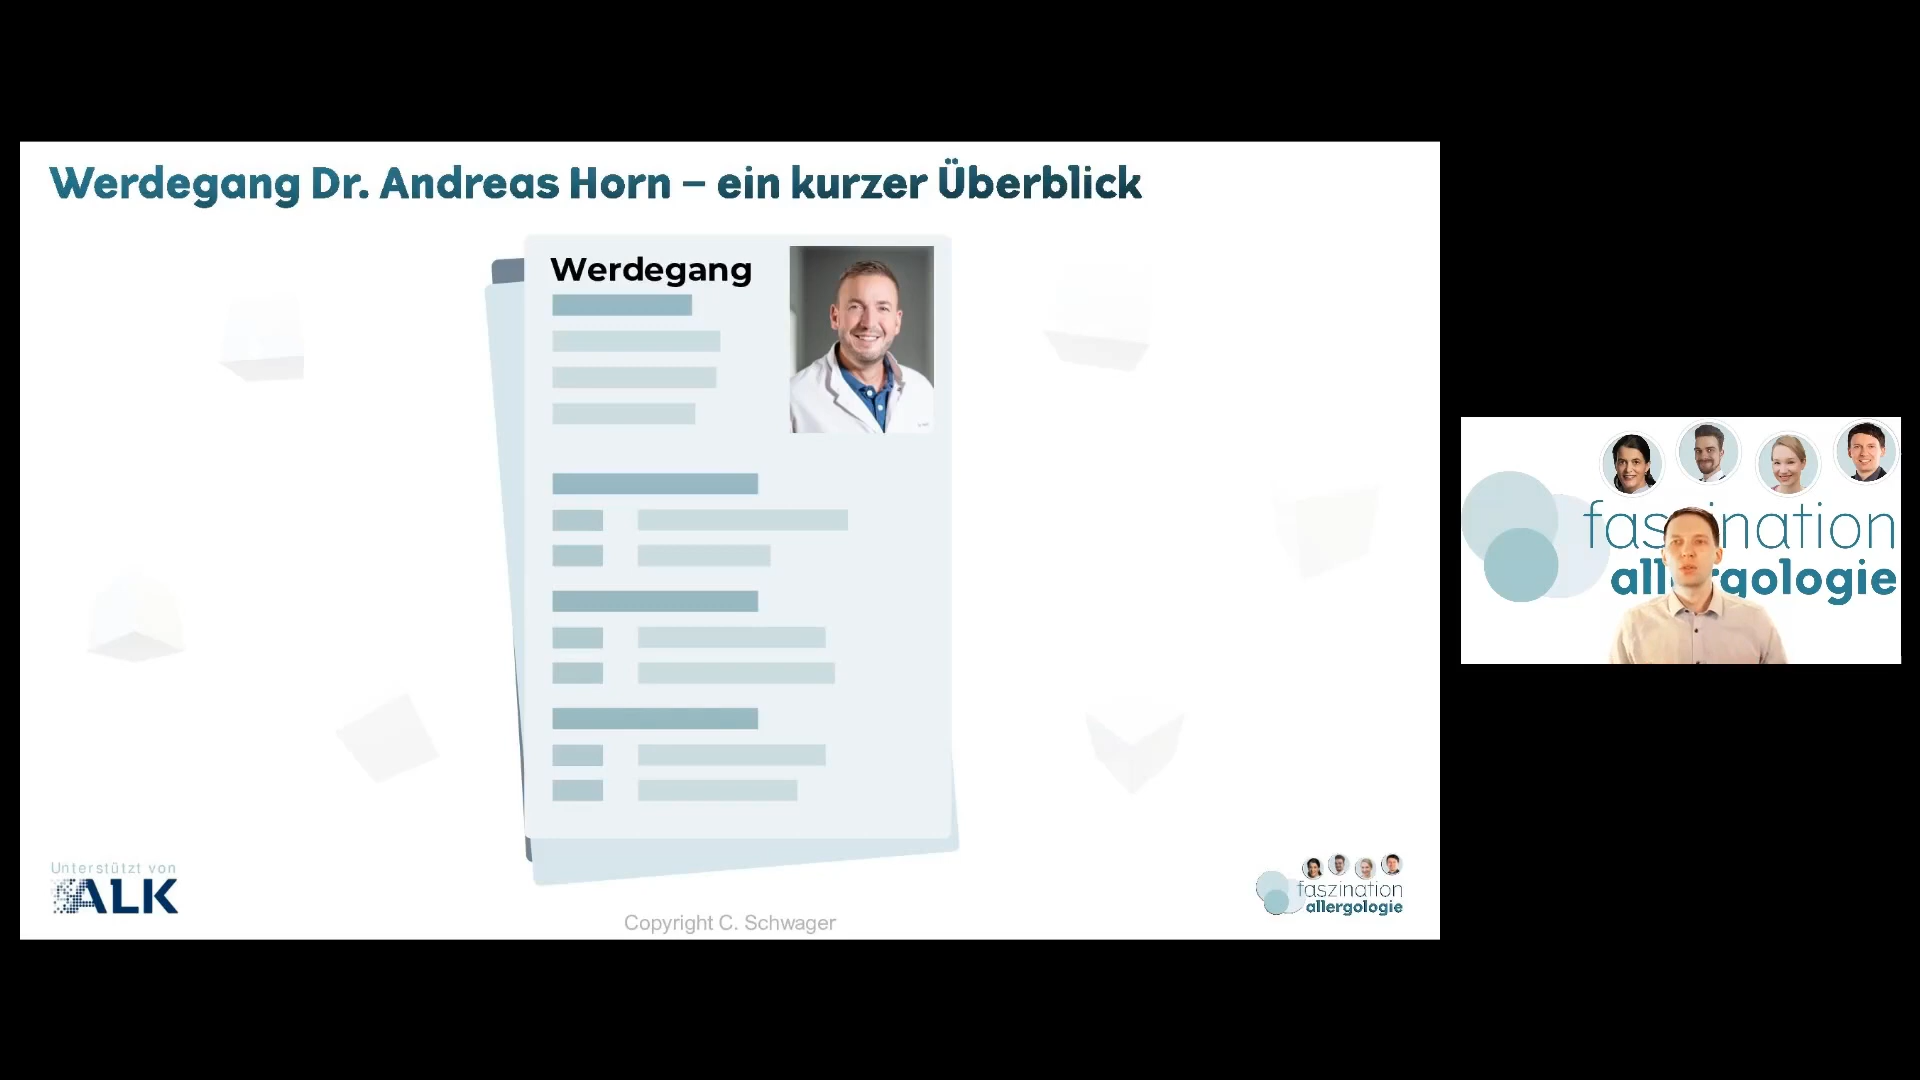 Werdegang Dr. Andreas Horn – ein kurzer Überblick
Werdegang
faszination
allergologie
Unterstützt von
ALK
faszination
allergologie
Copyright C. Schwager